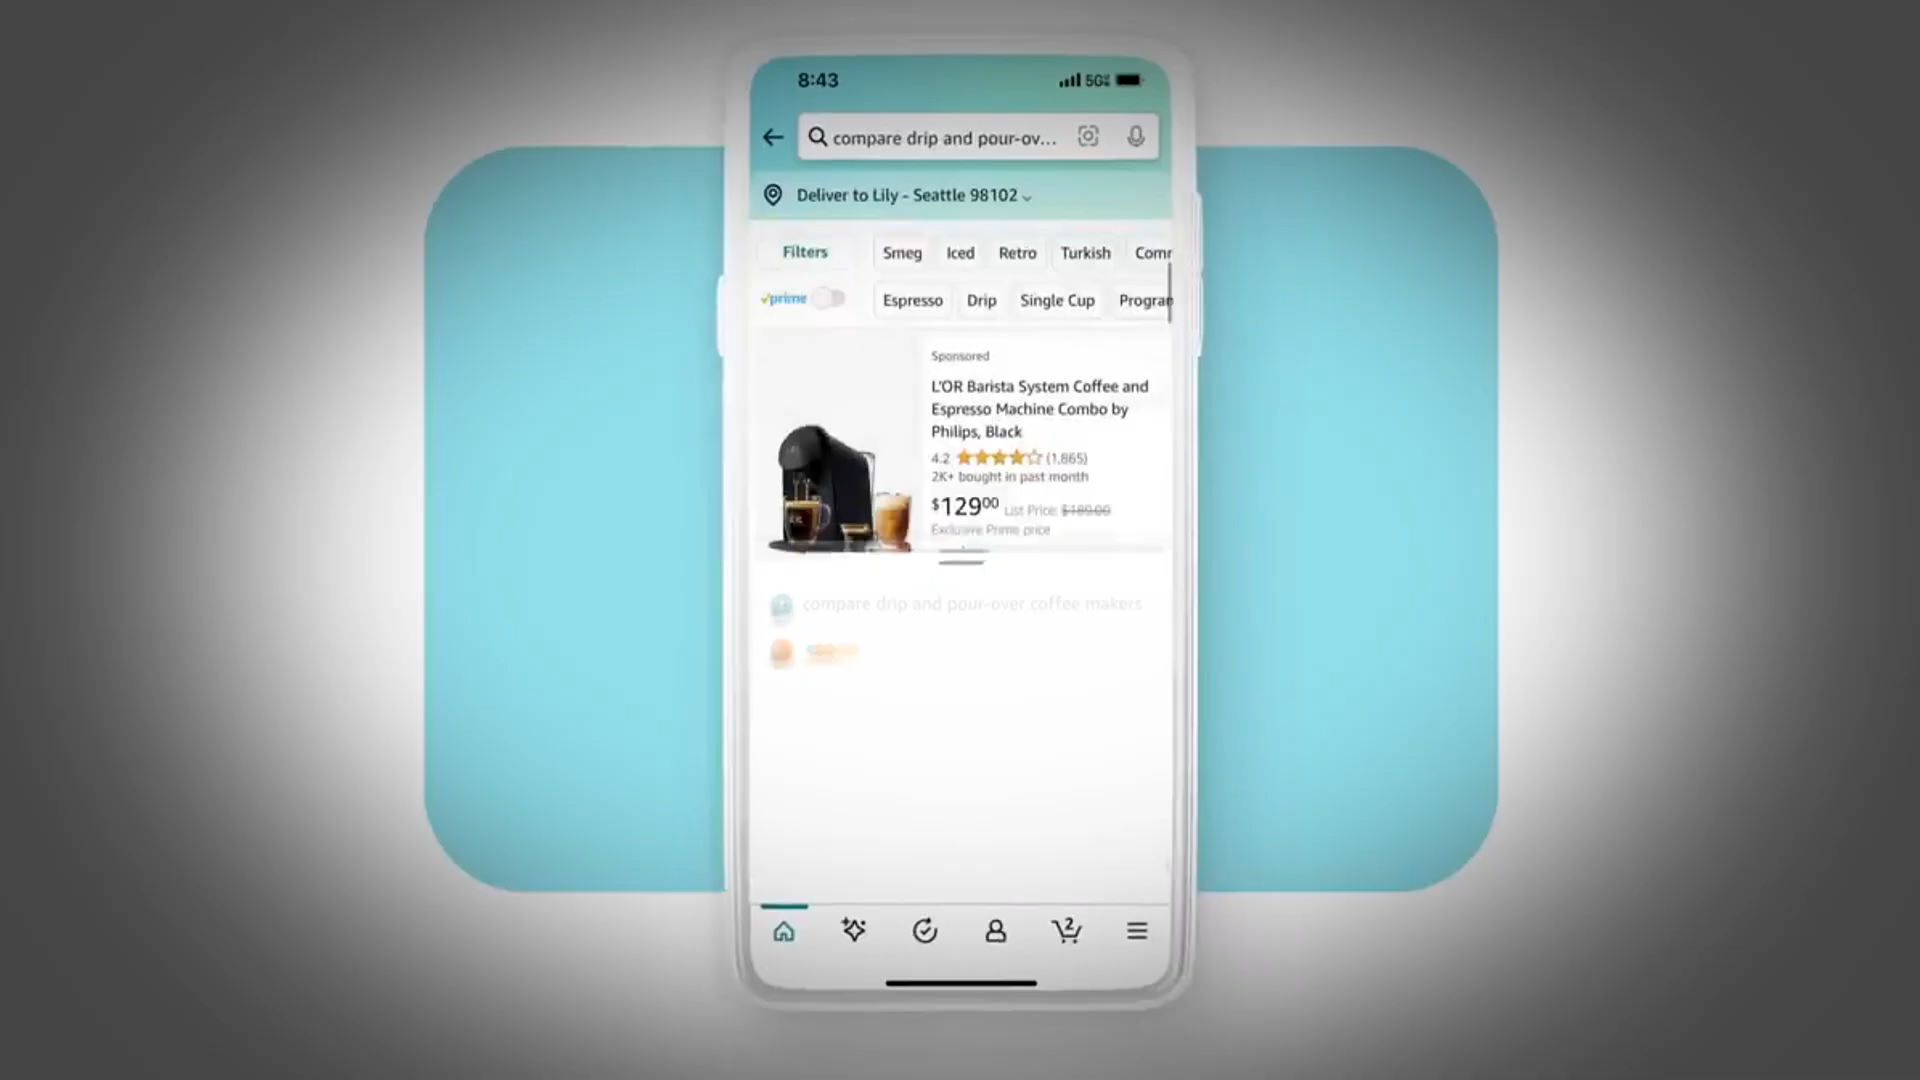 8:43
5G
compare drip and pour-ov...
Deliver to Lily - Seattle 98102
Filters
Smeg
Iced
Retro
Turkish
Com
prime
Espresso
Drip
Single Cup
Progra
Sponsored
L'OR Barista System Coffee and
Espresso Machine Combo by
Philips, Black
4.2 (1,865)
2K+ bought in past month
$12900 List Price: $189.00
Exclusive Prime price
compare drip and pour-over coffee makers
2